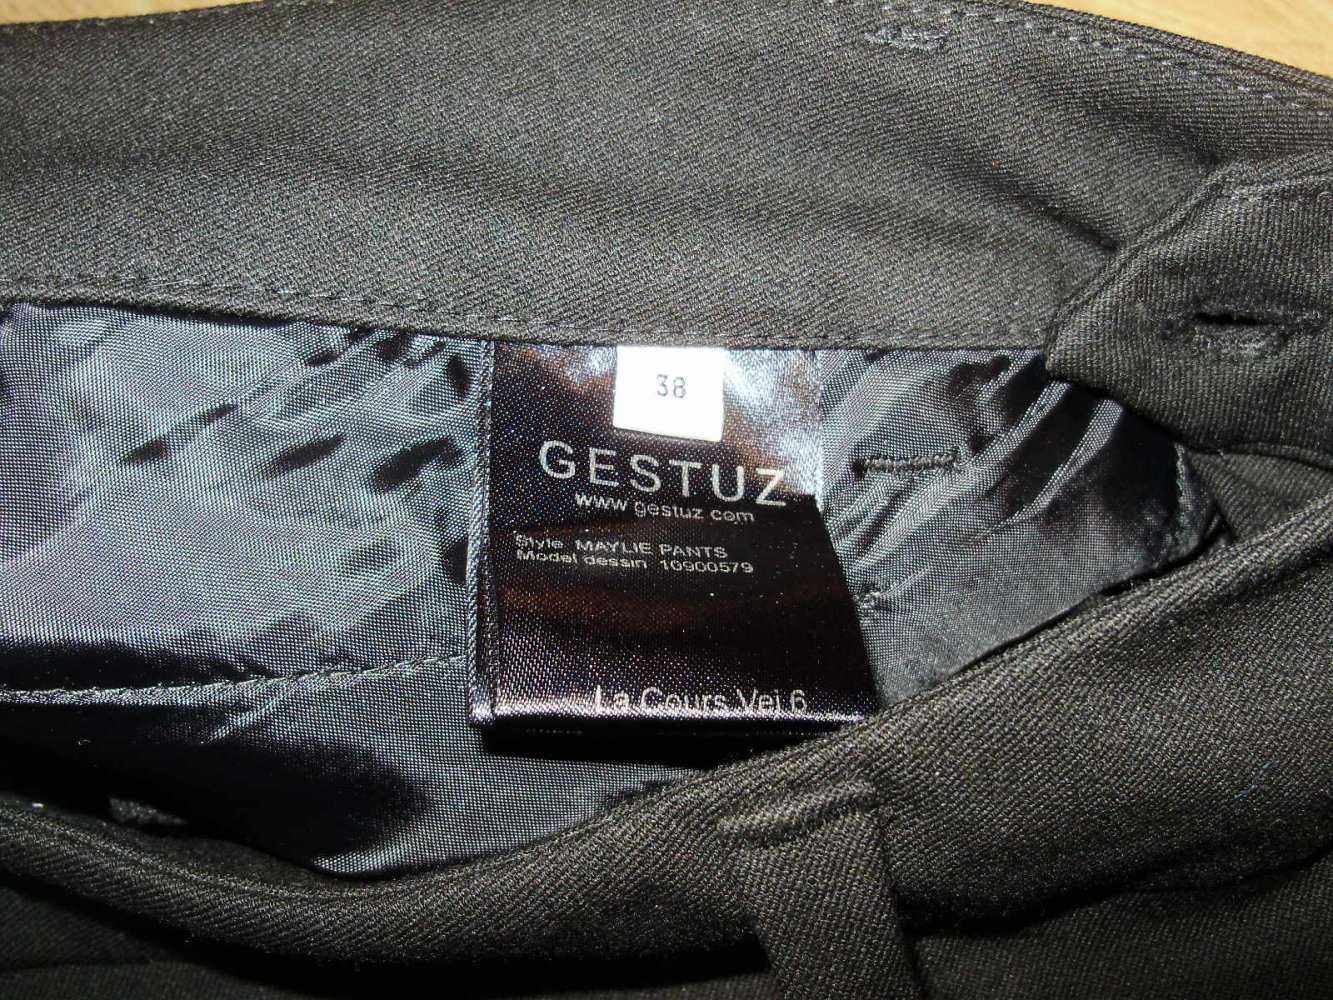 38
GESTUZ
www.gestuz.com
Style MAYLIE PANTS
Model dessin 10900579
La Cours Vej 6